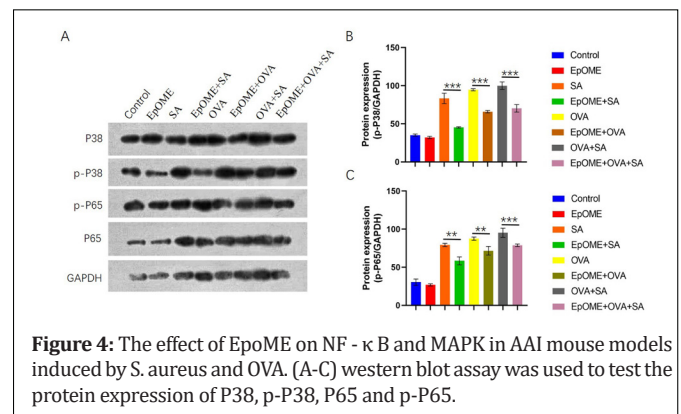 A
Control
EpOME
SA
EpOME+SA
OVA
EpOME+OVA
OVA+SA
EpOME+OVA+SA
P38
p-P38
p-P65
P65
GAPDH
B
Protein expression
(p-P38/GAPDH)
150
100
50
0
***
***
***
Control
EpOME
SA
EpOME+SA
OVA
EpOME+OVA
OVA+SA
EpOME+OVA+SA
C
Protein expression
(p-P65/GAPDH)
150
100
50
0
**
**
***
Control
EpOME
SA
EpOME+SA
OVA
EpOME+OVA
OVA+SA
EpOME+OVA+SA
Figure 4: The effect of EpoME on NF - κ B and MAPK in AAI mouse models
induced by S. aureus and OVA. (A-C) western blot assay was used to test the
protein expression of P38, p-P38, P65 and p-P65.